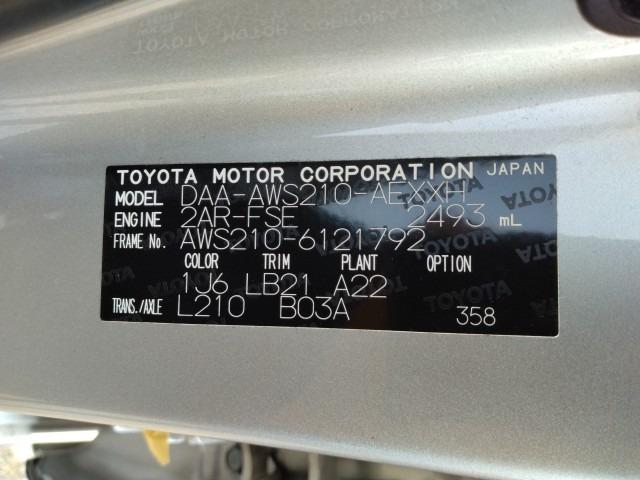 TOYOTA MOTOR CORPORATION JAPAN
MODEL DAA-AWS210-AEXXH
ENGINE 2AR-FSE 2493 mL
FRAME No. AWS210-6121792
COLOR TRIM PLANT OPTION
1J6 LB21 A22
TRANS./AXLE L210 B03A 358